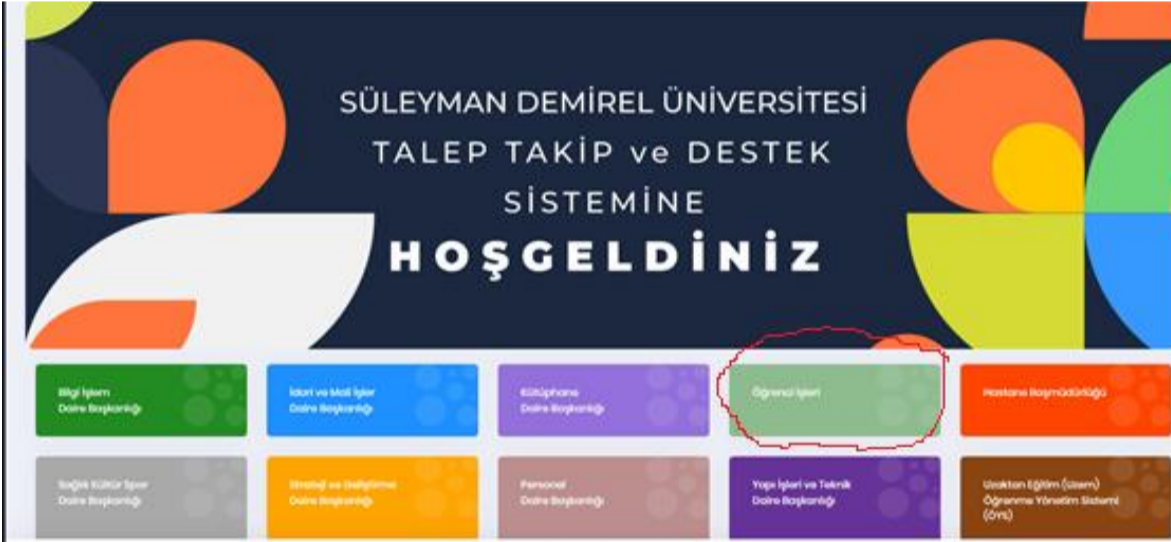 SÜLEYMAN DEMİREL ÜNİVERSİTESİ
TALEP TAKİP ve DESTEK
SİSTEMİNE
HOŞGELDİNİZ
Bilgi İşlem
Daire Başkanlığı
İdari ve Mali İşler
Daire Başkanlığı
Kütüphane
Daire Başkanlığı
Öğrenci İşleri
Hastane Başmüdürlüğü
Sağlık Kültür Spor
Daire Başkanlığı
Strateji ve Geliştirme
Daire Başkanlığı
Personel
Daire Başkanlığı
Yapı İşleri ve Teknik
Daire Başkanlığı
Uzaktan Eğitim (Uzem)
Öğrenme Yönetim Sistemi
(ÖYS)